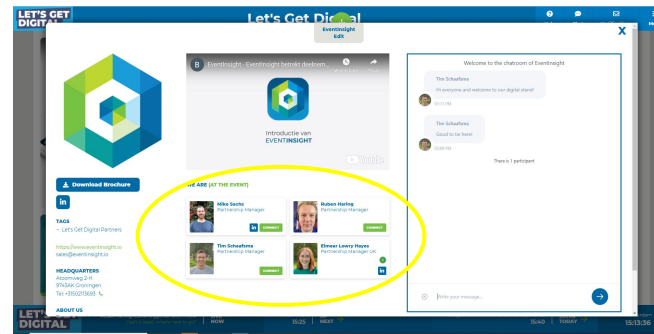 LET'S GET
DIGITAL
Let's Get Digital
EventInsight
Edit
X
B
EventInsight - EventInsight betrekt deelnem...
Introductie van
EVENTINSIGHT
YouTube
Download Brochure
in
TAGS
- Let's Get Digital Partners
https://www.eventinsight.io
sales@eventinsight.io
HEADQUARTERS
Atoomweg 2-H
9743AK Groningen
Tel: +31502113693
ABOUT US
WE ARE (AT THE EVENT)
Mike Sachs
Partnership Manager
in
CONNECT
Ruben Haring
Partnership Manager
CONNECT
Tim Schaafsma
Partnership Manager
CONNECT
Eimear Lowry Hayes
Partnership Manager UK
in
Welcome to the chatroom of EventInsight
Tim Schaafsma
Hi everyone and welcome to our digital stand!
Tim Schaafsma
Good to be here!
There is 1 participant
Write your message...
LET'S GET
DIGITAL
NOW
15:25
NEXT
15:40
TODAY
15:13:36